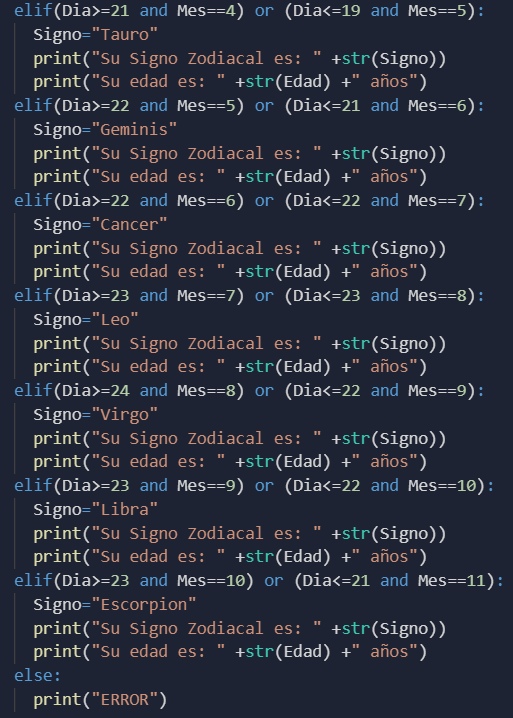 elif(Dia>=21 and Mes==4) or (Dia<=19 and Mes==5):
Signo="Tauro"
print("Su Signo Zodiacal es: " +str(Signo))
print("Su edad es: " +str(Edad) +" años")
elif(Dia>=22 and Mes==5) or (Dia<=21 and Mes==6):
Signo="Geminis"
print("Su Signo Zodiacal es: " +str(Signo))
print("Su edad es: " +str(Edad) +" años")
elif(Dia>=22 and Mes==6) or (Dia<=22 and Mes==7):
Signo="Cancer"
print("Su Signo Zodiacal es: " +str(Signo))
print("Su edad es: " +str(Edad) +" años")
elif(Dia>=23 and Mes==7) or (Dia<=23 and Mes==8):
Signo="Leo"
print("Su Signo Zodiacal es: " +str(Signo))
print("Su edad es: " +str(Edad) +" años")
elif(Dia>=24 and Mes==8) or (Dia<=22 and Mes==9):
Signo="Virgo"
print("Su Signo Zodiacal es: " +str(Signo))
print("Su edad es: " +str(Edad) +" años")
elif(Dia>=23 and Mes==9) or (Dia<=22 and Mes==10):
Signo="Libra"
print("Su Signo Zodiacal es: " +str(Signo))
print("Su edad es: " +str(Edad) +" años")
elif(Dia>=23 and Mes==10) or (Dia<=21 and Mes==11):
Signo="Escorpion"
print("Su Signo Zodiacal es: " +str(Signo))
print("Su edad es: " +str(Edad) +" años")
else:
print("ERROR")